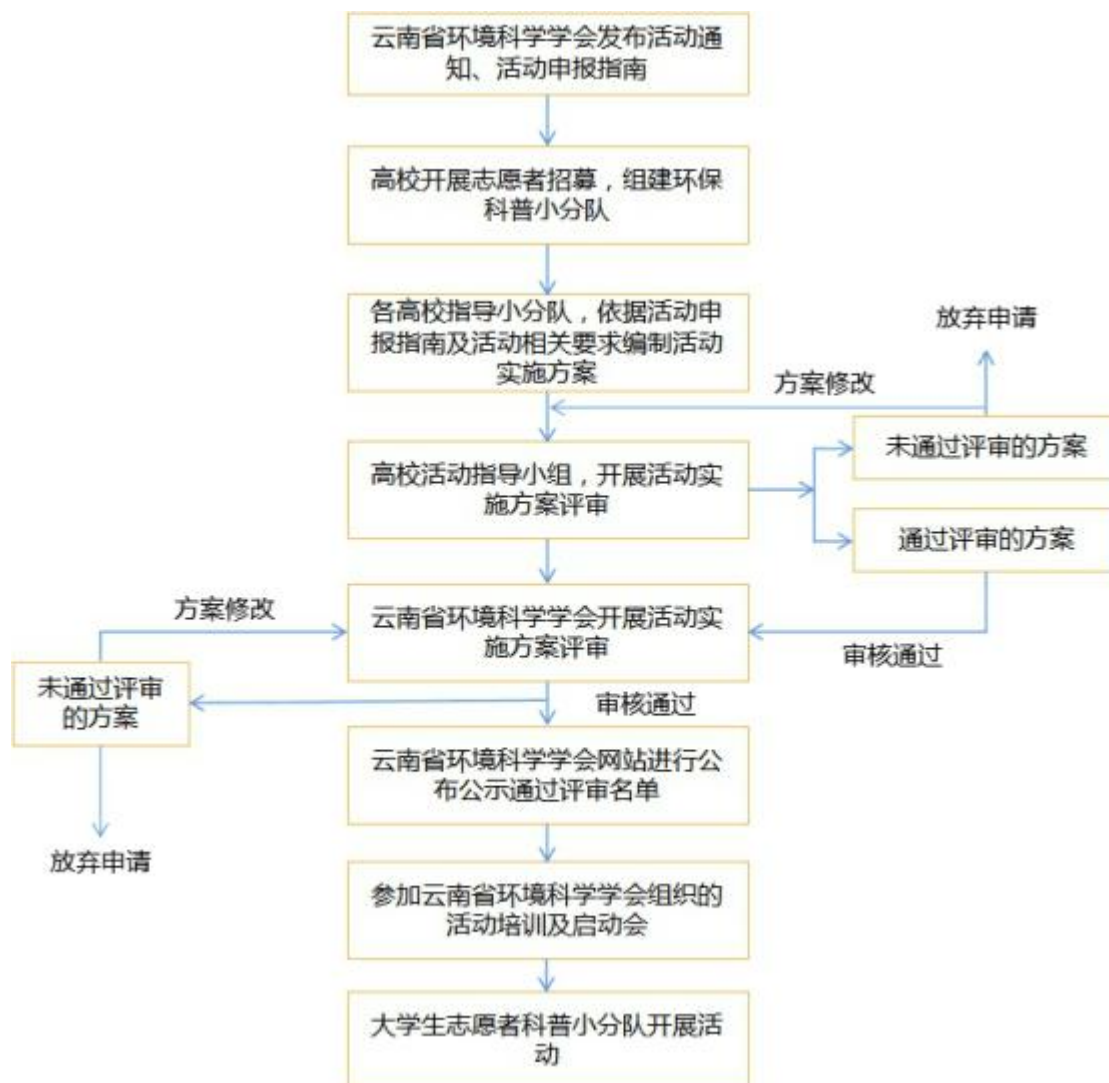 云南省环境科学学会发布活动通
知、活动申报指南
高校开展志愿者招募，组建环保
科普小分队
各高校指导小分队，依据活动申
报指南及活动相关要求编制活动
实施方案
放弃申请
方案修改
未通过评审的方案
高校活动指导小组，开展活动实
施方案评审
通过评审的方案
方案修改
云南省环境科学学会开展活动实
施方案评审
审核通过
未通过评审
的方案
审核通过
云南省环境科学学会网站进行公
布公示通过评审名单
放弃申请
参加云南省环境科学学会组织的
活动培训及启动会
大学生志愿者科普小分队开展活
动